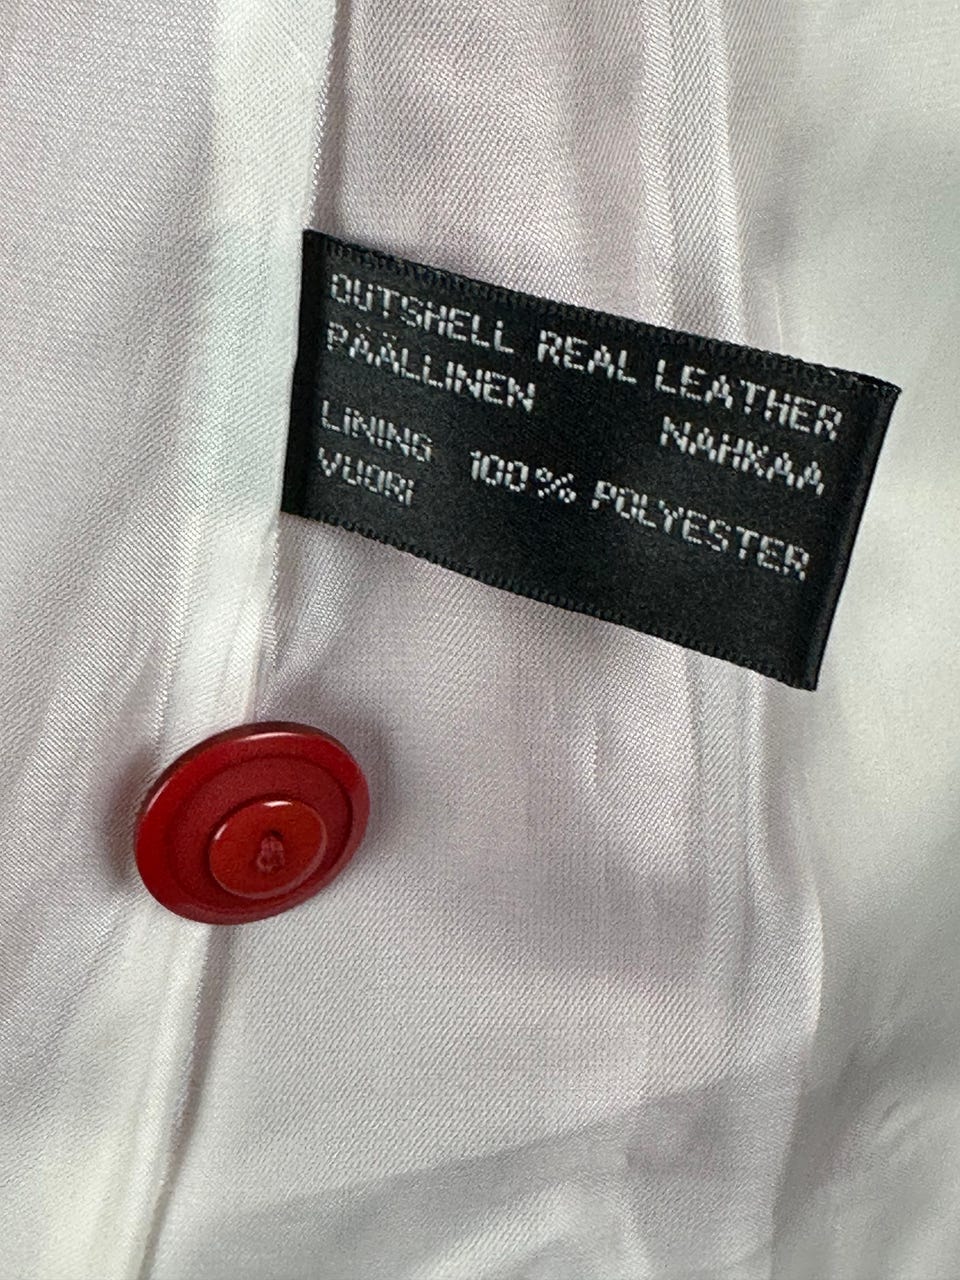 OUTSHELL REAL LEATHER
PÄÄLLINEN NAHKAA
LINING 100% POLYESTER
VUORI